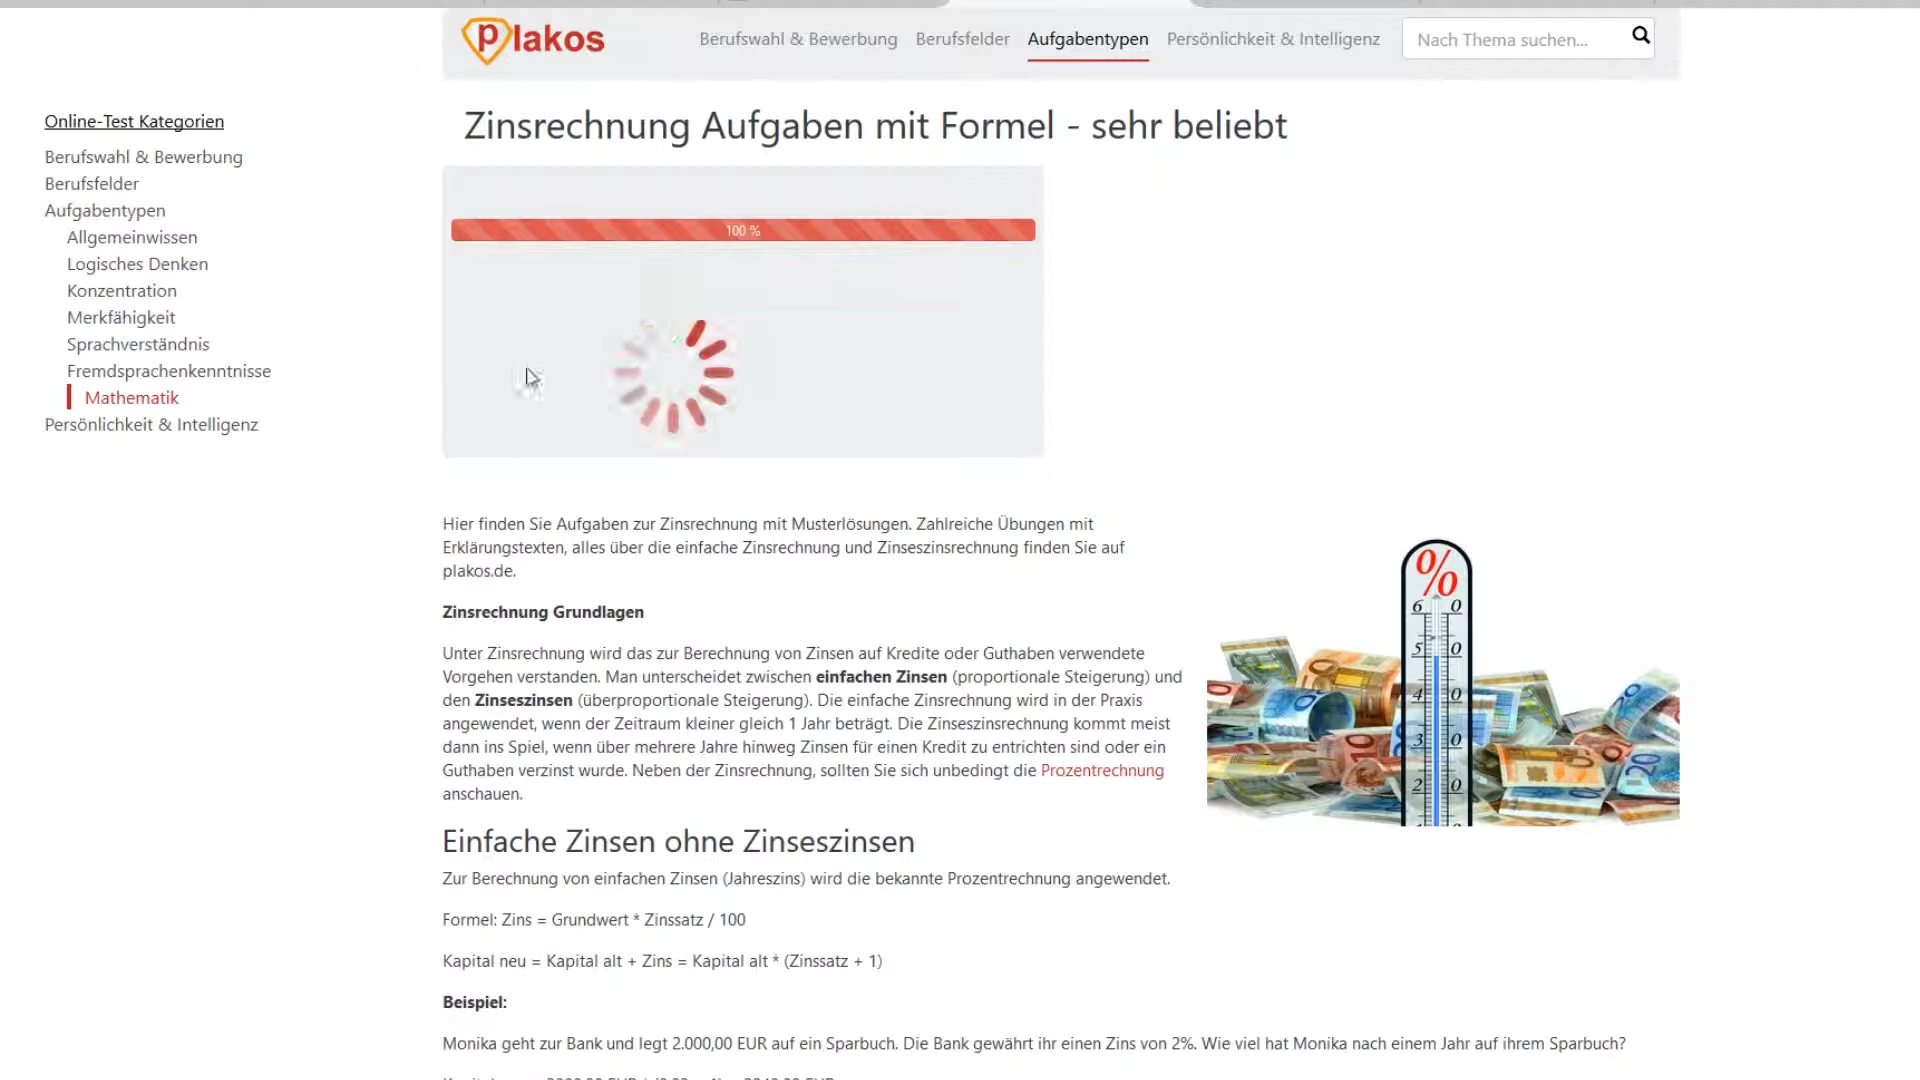 plakos
Berufswahl & Bewerbung Berufsfelder Aufgabentypen Persönlichkeit & Intelligenz Nach Thema suchen...
Online-Test Kategorien
Berufswahl & Bewerbung
Berufsfelder
Aufgabentypen
Allgemeinwissen
Logisches Denken
Konzentration
Merkfähigkeit
Sprachverständnis
Fremdsprachenkenntnisse
Mathematik
Persönlichkeit & Intelligenz
Zinsrechnung Aufgaben mit Formel - sehr beliebt
100 %
Hier finden Sie Aufgaben zur Zinsrechnung mit Musterlösungen. Zahlreiche Übungen mit
Erklärungstexten, alles über die einfache Zinsrechnung und Zinseszinsrechnung finden Sie auf
plakos.de.
Zinsrechnung Grundlagen
Unter Zinsrechnung wird das zur Berechnung von Zinsen auf Kredite oder Guthaben verwendete
Vorgehen verstanden. Man unterscheidet zwischen einfachen Zinsen (proportionale Steigerung) und
den Zinseszinsen (überproportionale Steigerung). Die einfache Zinsrechnung wird in der Praxis
angewendet, wenn der Zeitraum kleiner gleich 1 Jahr beträgt. Die Zinseszinsrechnung kommt meist
dann ins Spiel, wenn über mehrere Jahre hinweg Zinsen für einen Kredit zu entrichten sind oder ein
Guthaben verzinst wurde. Neben der Zinsrechnung, sollten Sie sich unbedingt die Prozentrechnung
anschauen.
%
6 0
5 0
4 0
3 0
2 0
Einfache Zinsen ohne Zinseszinsen
Zur Berechnung von einfachen Zinsen (Jahreszins) wird die bekannte Prozentrechnung angewendet.
Formel: Zins = Grundwert * Zinssatz / 100
Kapital neu = Kapital alt + Zins = Kapital alt * (Zinssatz + 1)
Beispiel:
Monika geht zur Bank und legt 2.000,00 EUR auf ein Sparbuch. Die Bank gewährt ihr einen Zins von 2%. Wie viel hat Monika nach einem Jahr auf ihrem Sparbuch?